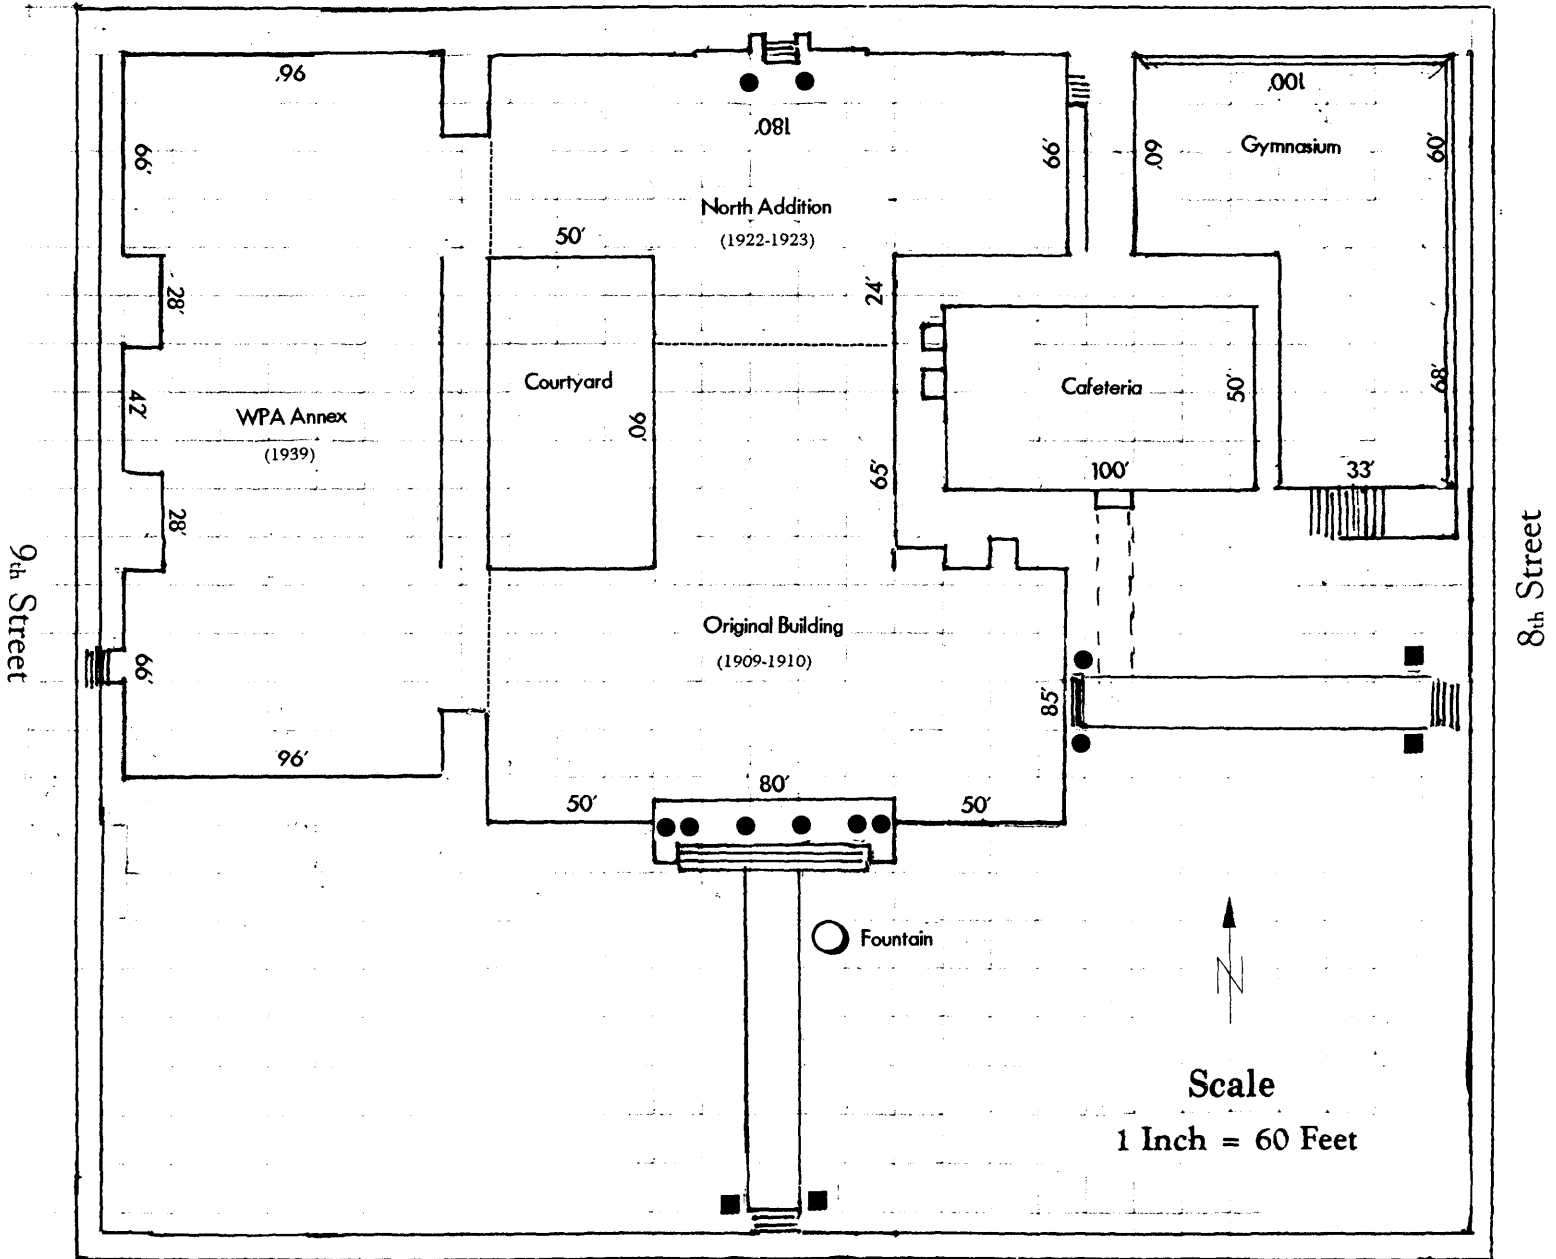 96'
180'
100'
66'
66'
60'
Gymnasium
60'
North Addition
(1922-1923)
50'
28'
24'
Courtyard
Cafeteria
50'
68'
42'
WPA Annex
(1939)
90'
65'
100'
33'
28'
9th Street
8th Street
Original Building
(1909-1910)
66'
85'
96'
80'
50'
50'
Fountain
N
Scale
1 Inch = 60 Feet